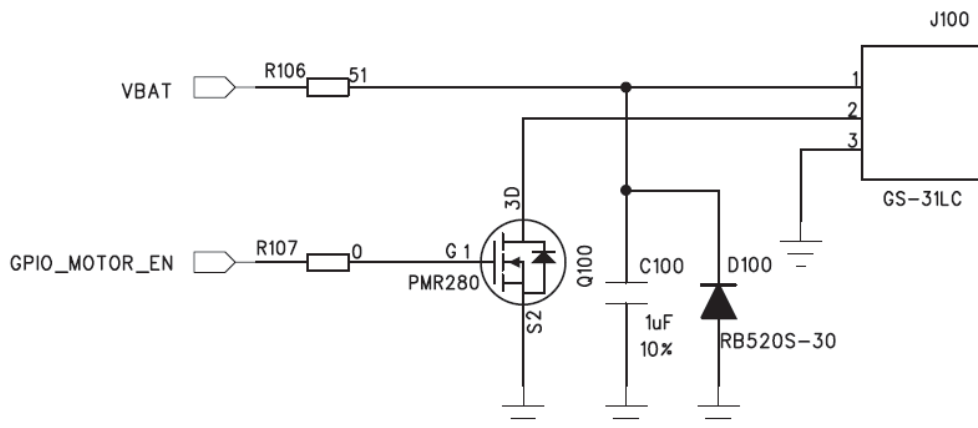 J100
R106 51
VBAT
1
2
3
GS-31LC
3D
R107 0
GPIO_MOTOR_EN
G 1
PMR280
Q100
S2
C100
D100
1uF
10%
RB520S-30